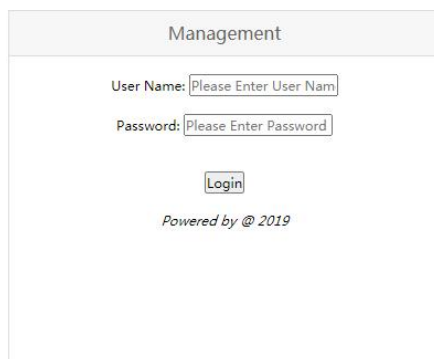 Management
User Name: Please Enter User Nam
Password: Please Enter Password
Login
Powered by @ 2019